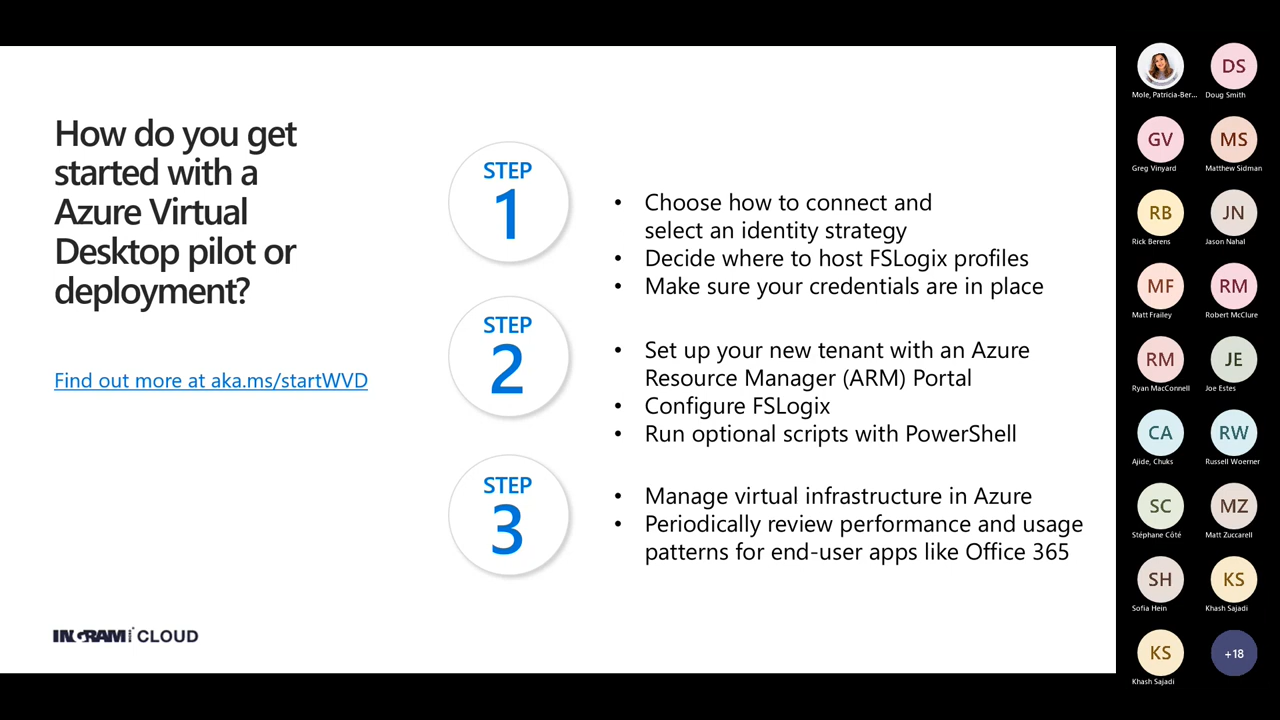 How do you get
started with a
Azure Virtual
Desktop pilot or
deployment?
Find out more at aka.ms/startWVD
STEP
1
• Choose how to connect and
select an identity strategy
• Decide where to host FSLogix profiles
• Make sure your credentials are in place
STEP
2
• Set up your new tenant with an Azure
Resource Manager (ARM) Portal
• Configure FSLogix
• Run optional scripts with PowerShell
STEP
3
• Manage virtual infrastructure in Azure
• Periodically review performance and usage
patterns for end-user apps like Office 365
INGRAM CLOUD
DS
Mole, Patricia-Ber...
Doug Smith
GV
MS
Greg Vinyard
Matthew Sidman
RB
JN
Rick Berens
Jason Nahal
MF
RM
Matt Frailey
Robert McClure
RM
JE
Ryan MacConnell
Joe Estes
CA
RW
Ajide, Chuks
Russell Woerner
SC
MZ
Stéphane Côté
Matt Zuccarell
SH
KS
Sofia Hein
Khash Sajadi
KS
+18
Khash Sajadi